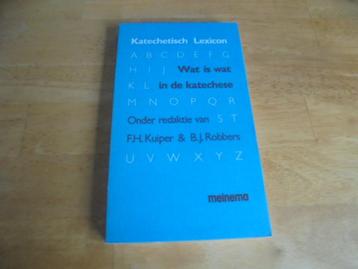 Katechetisch Lexicon
A B C D E F G
H I J Wat is wat
K L in de katechese
M N O P Q R
Onder redaktie van S T
F.H. Kuiper & B.J. Robbers
U V W X Y Z
meinema